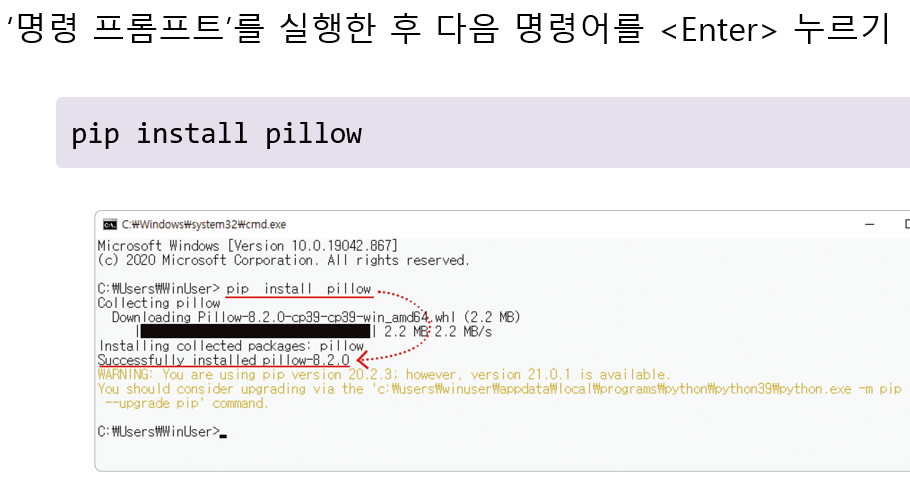 ‘명령 프롬프트’를 실행한 후 다음 명령어를 <Enter> 누르기
pip install pillow
C:₩Windows₩system32₩cmd.exe
Microsoft Windows [Version 10.0.19042.867]
(c) 2020 Microsoft Corporation. All rights reserved.
C:₩Users₩WinUser> pip install pillow
Collecting pillow
Downloading Pillow-8.2.0-cp39-cp39-win_amd64.whl (2.2 MB)
| | 2.2 MB 2.2 MB/s
Installing collected packages: pillow
Successfully installed pillow-8.2.0
WARNING: You are using pip version 20.2.3; however, version 21.0.1 is available.
You should consider upgrading via the 'c:₩users₩winuser₩appdata₩local₩programs₩python₩python39₩python.exe -m pip
--upgrade pip' command.
C:₩Users₩WinUser>_